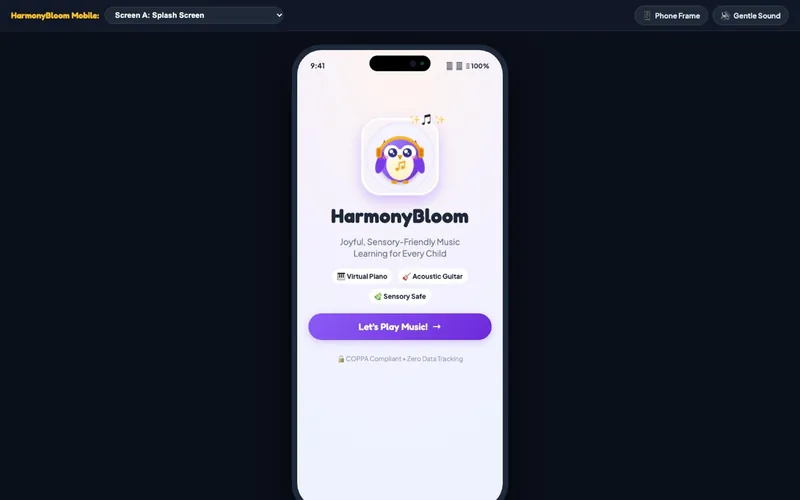 HarmonyBloom Mobile:
Screen A: Splash Screen
Phone Frame
Gentle Sound
9:41
100%
HarmonyBloom
Joyful, Sensory-Friendly Music
Learning for Every Child
🎹 Virtual Piano
🎸 Acoustic Guitar
🌿 Sensory Safe
Let's Play Music! →
🔒 COPPA Compliant • Zero Data Tracking